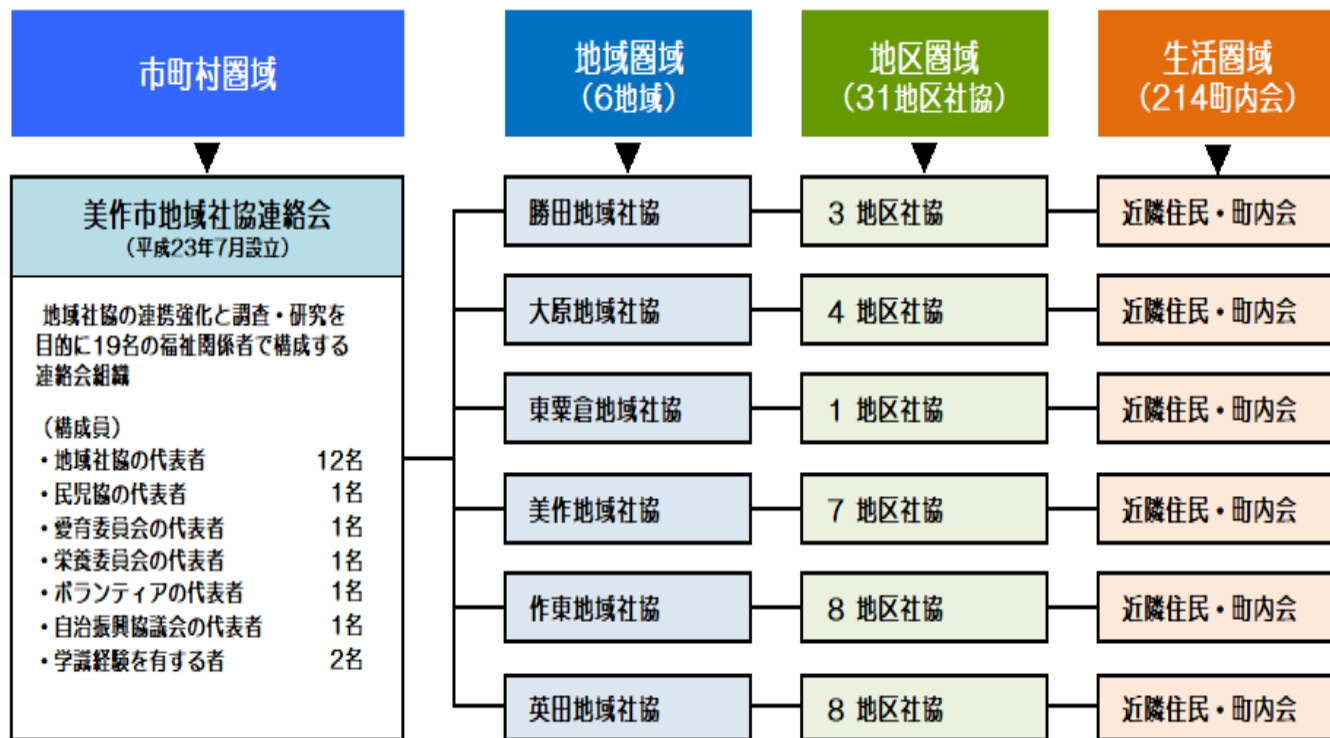 市町村圏域
美作市地域社協連絡会
（平成23年7月設立）
地域社協の連携強化と調査・研究を
目的に19名の福祉関係者で構成する
連絡会組織
（構成員）
・地域社協の代表者 12名
・民児協の代表者 1名
・愛育委員会の代表者 1名
・栄養委員会の代表者 1名
・ボランティアの代表者 1名
・自治振興協議会の代表者 1名
・学識経験を有する者 2名
地域圏域
（6地域）
地区圏域
（31地区社協）
生活圏域
（214町内会）
勝田地域社協
3 地区社協
近隣住民・町内会
大原地域社協
4 地区社協
近隣住民・町内会
東粟倉地域社協
1 地区社協
近隣住民・町内会
美作地域社協
7 地区社協
近隣住民・町内会
作東地域社協
8 地区社協
近隣住民・町内会
英田地域社協
8 地区社協
近隣住民・町内会